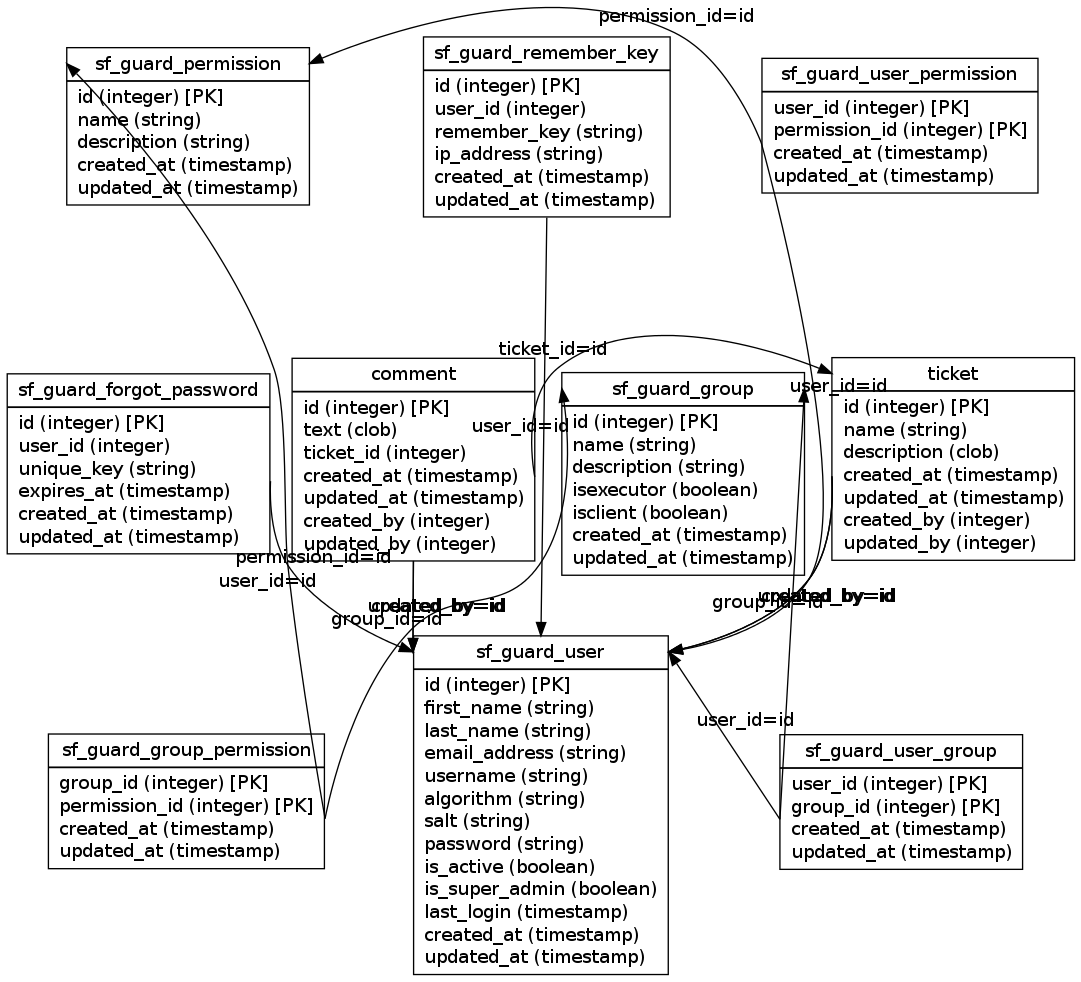 permission_id=id
sf_guard_permission
id (integer) [PK]
name (string)
description (string)
created_at (timestamp)
updated_at (timestamp)
sf_guard_remember_key
id (integer) [PK]
user_id (integer)
remember_key (string)
ip_address (string)
created_at (timestamp)
updated_at (timestamp)
sf_guard_user_permission
user_id (integer) [PK]
permission_id (integer) [PK]
created_at (timestamp)
updated_at (timestamp)
ticket_id=id
sf_guard_forgot_password
id (integer) [PK]
user_id (integer)
unique_key (string)
expires_at (timestamp)
created_at (timestamp)
updated_at (timestamp)
comment
id (integer) [PK]
text (clob)
ticket_id (integer)
created_at (timestamp)
updated_at (timestamp)
created_by (integer)
updated_by (integer)
user_id=id
sf_guard_group
id (integer) [PK]
name (string)
description (string)
isexecutor (boolean)
isclient (boolean)
created_at (timestamp)
updated_at (timestamp)
user_id=id
ticket
id (integer) [PK]
name (string)
description (clob)
created_at (timestamp)
updated_at (timestamp)
created_by (integer)
updated_by (integer)
permission_id=id
user_id=id
created_by=id
group_id=id
group_id=id
created_by=id
sf_guard_user
id (integer) [PK]
first_name (string)
last_name (string)
email_address (string)
username (string)
algorithm (string)
salt (string)
password (string)
is_active (boolean)
is_super_admin (boolean)
last_login (timestamp)
created_at (timestamp)
updated_at (timestamp)
user_id=id
sf_guard_group_permission
group_id (integer) [PK]
permission_id (integer) [PK]
created_at (timestamp)
updated_at (timestamp)
sf_guard_user_group
user_id (integer) [PK]
group_id (integer) [PK]
created_at (timestamp)
updated_at (timestamp)